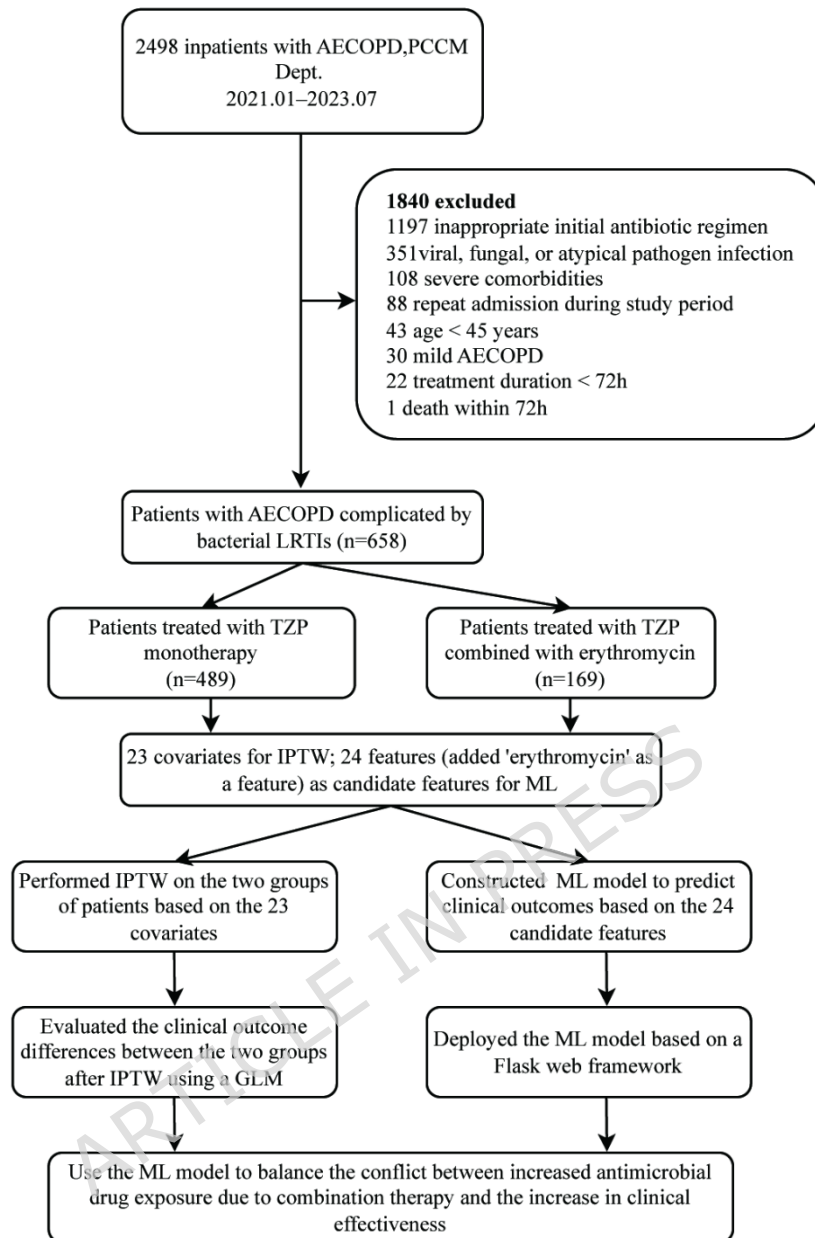 2498 inpatients with AECOPD,PCCM
Dept.
2021.01–2023.07
1840 excluded
1197 inappropriate initial antibiotic regimen
351viral, fungal, or atypical pathogen infection
108 severe comorbidities
88 repeat admission during study period
43 age < 45 years
30 mild AECOPD
22 treatment duration < 72h
1 death within 72h
Patients with AECOPD complicated by
bacterial LRTIs (n=658)
Patients treated with TZP
monotherapy
(n=489)
Patients treated with TZP
combined with erythromycin
(n=169)
23 covariates for IPTW; 24 features (added 'erythromycin' as
a feature) as candidate features for ML
Performed IPTW on the two groups
of patients based on the 23
covariates
Constructed ML model to predict
clinical outcomes based on the 24
candidate features
Evaluated the clinical outcome
differences between the two groups
after IPTW using a GLM
Deployed the ML model based on a
Flask web framework
Use the ML model to balance the conflict between increased antimicrobial
drug exposure due to combination therapy and the increase in clinical
effectiveness
ARTICLE IN PRESS